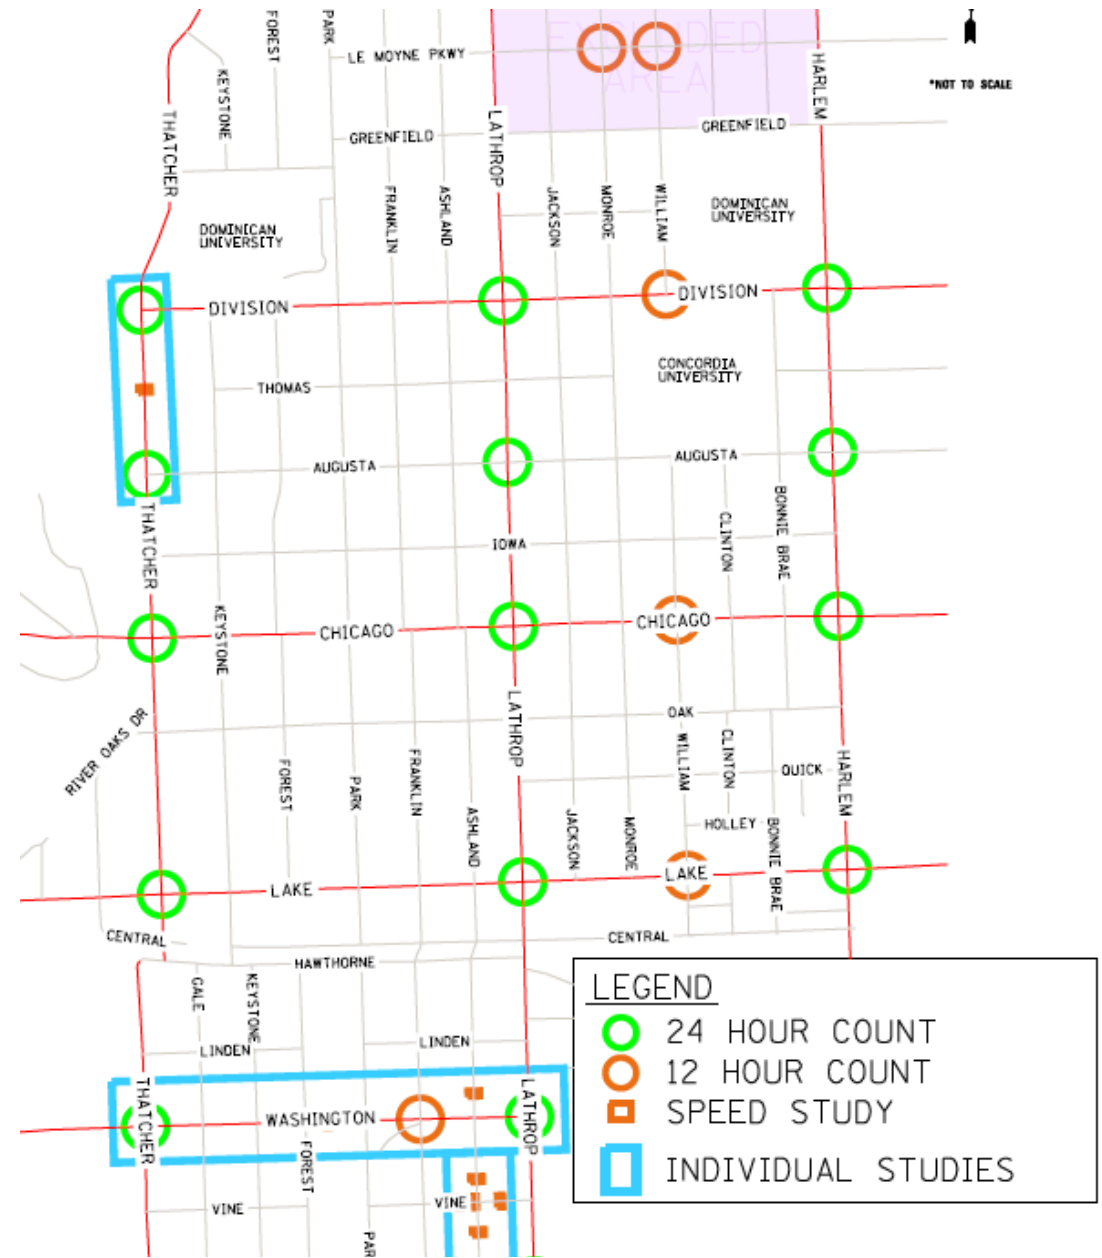 EXCLUDED
AREA
FOREST
PARK
LE MOYNE PKWY
HARLEM
*NOT TO SCALE
KEYSTONE
THATCHER
LATHROP
GREENFIELD
GREENFIELD
FRANKLIN
ASHLAND
JACKSON
MONROE
WILLIAM
DOMINICAN
UNIVERSITY
DOMINICAN
UNIVERSITY
DIVISION
DIVISION
CONCORDIA
UNIVERSITY
THOMAS
AUGUSTA
AUGUSTA
THATCHER
IOWA
CLINTON
BONNIE BRAE
KEYSTONE
CHICAGO
CHICAGO
LATHROP
RIVER OAKS DR
OAK
WILLIAM
CLINTON
QUICK
HARLEM
FOREST
PARK
FRANKLIN
ASHLAND
JACKSON
MONROE
HOLLEY
BONNIE BRAE
LAKE
LAKE
CENTRAL
CENTRAL
HAWTHORNE
GALE
KEYSTONE
LINDEN
LINDEN
THATCHER
WASHINGTON
LATHROP
FOREST
VINE
VINE
PAR
LEGEND
24 HOUR COUNT
12 HOUR COUNT
SPEED STUDY
INDIVIDUAL STUDIES